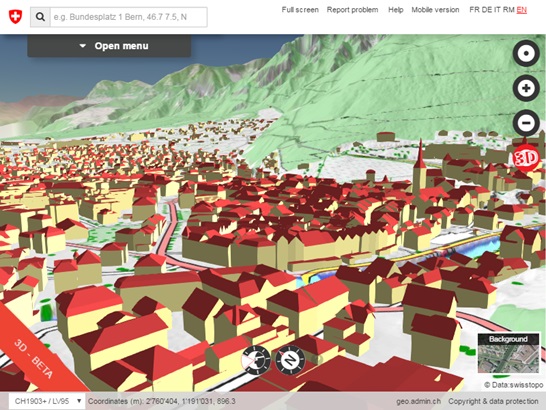 Full screen Report problem Help Mobile version FR DE IT RM EN
e.g. Bundesplatz 1 Bern, 46.7 7.5, N
Open menu
3D
3D - BETA
N
Background
© Data:swisstopo
CH1903+ / LV95 Coordinates (m): 2'760'404, 1'191'031, 896.3 geo.admin.ch Copyright & data protection